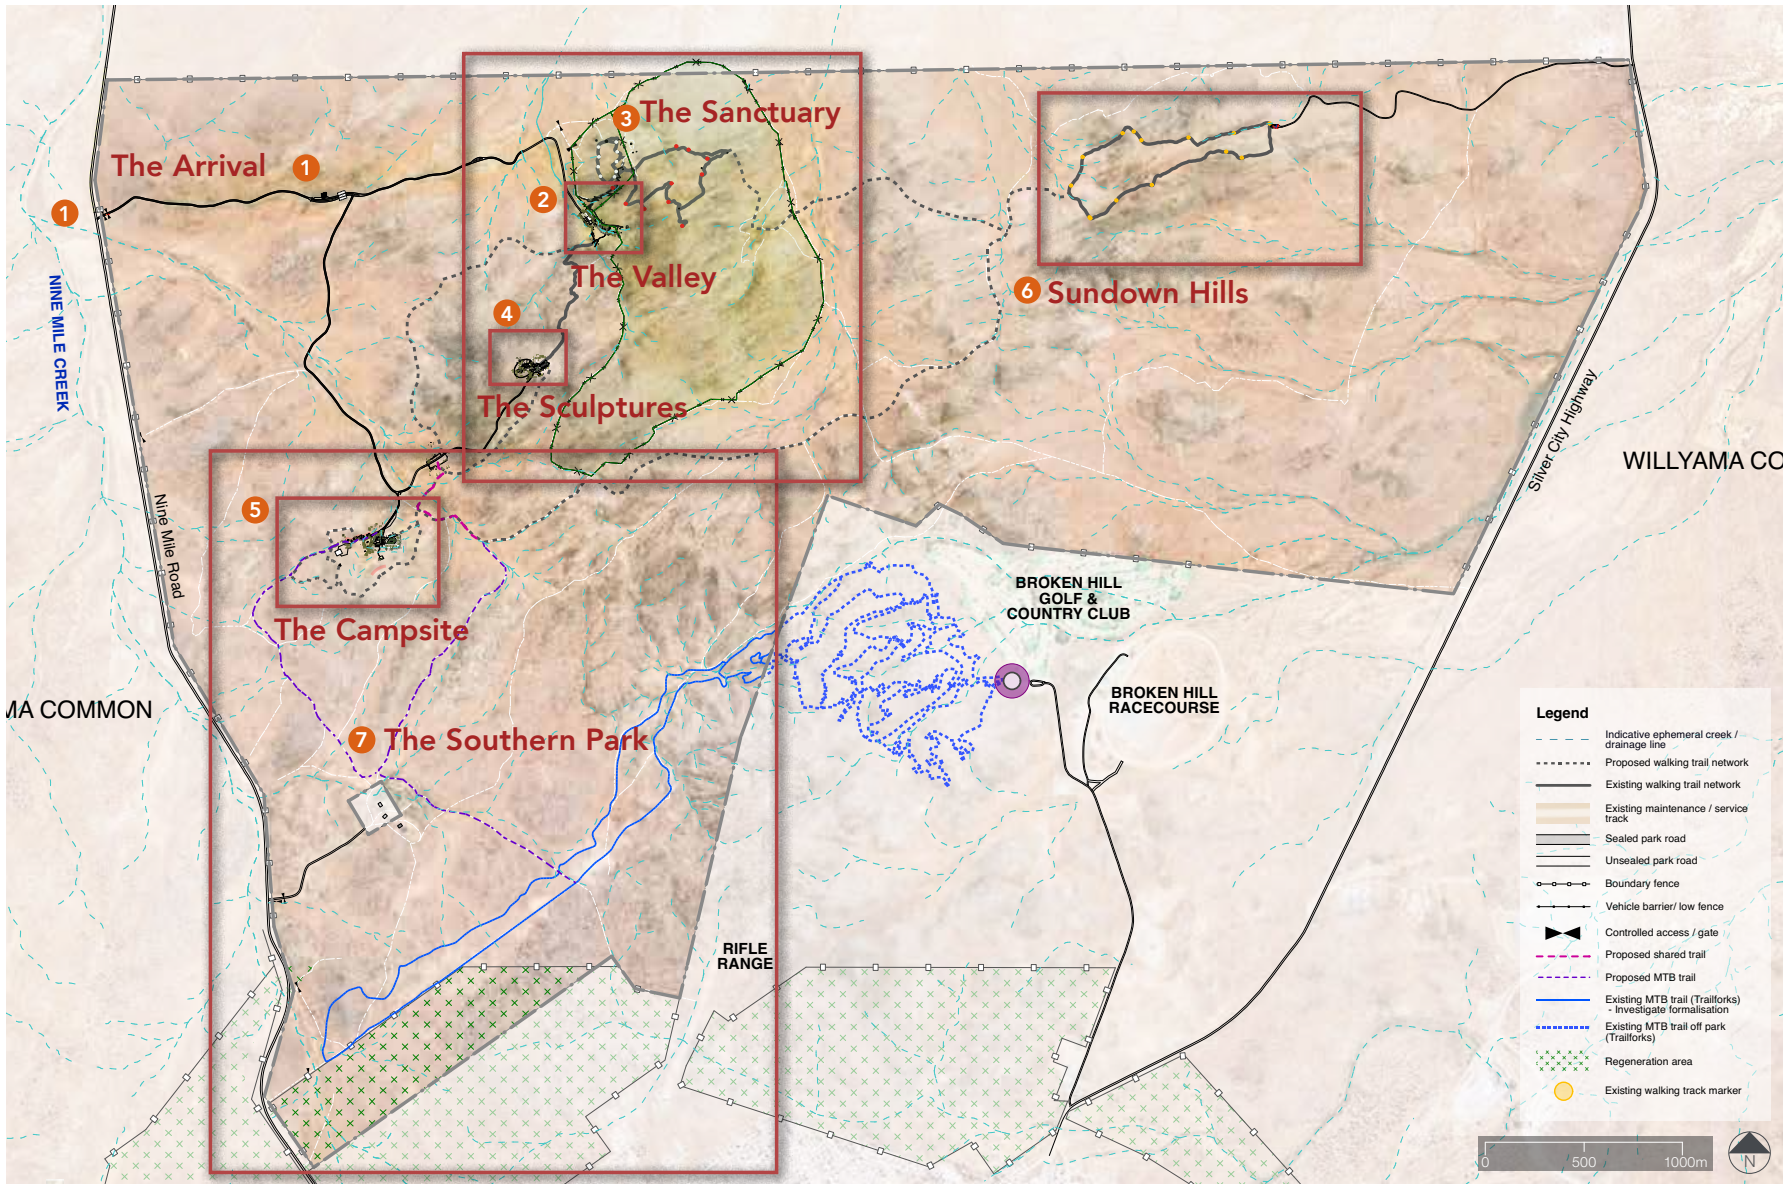 The Sanctuary
3
The Arrival
1
1
2
The Valley
4
The Sculptures
6
Sundown Hills
NINE MILE CREEK
Nine Mile Road
Silver City Highway
WILLYAMA CO
5
The Campsite
MA COMMON
7
The Southern Park
BROKEN HILL
GOLF &
COUNTRY CLUB
BROKEN HILL
RACECOURSE
RIFLE
RANGE
Legend
Indicative ephemeral creek /
drainage line
Proposed walking trail network
Existing walking trail network
Existing maintenance / service
track
Sealed park road
Unsealed park road
Boundary fence
Vehicle barrier/ low fence
Controlled access / gate
Proposed shared trail
Proposed MTB trail
Existing MTB trail (Trailforks)
- Investigate formalisation
Existing MTB trail off park
(Trailforks)
Regeneration area
Existing walking track marker
0
500
1000m
N